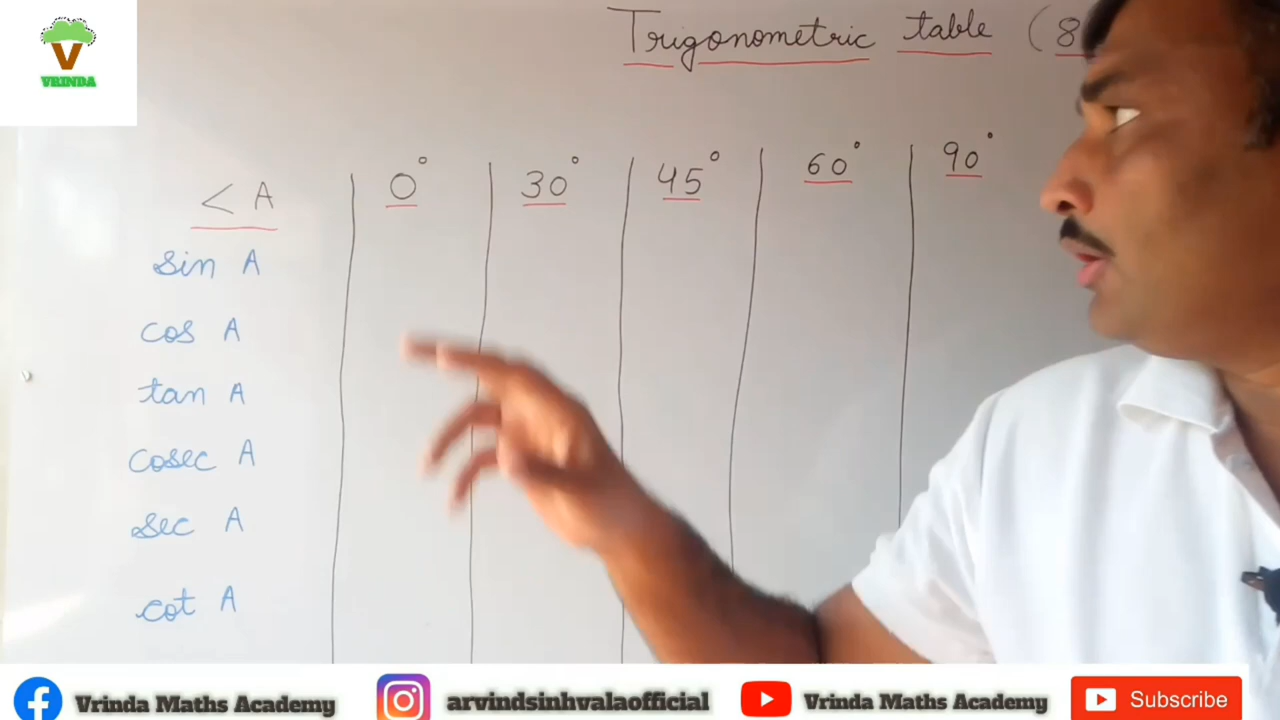 VRINDA
Trigonometric table (8
< A 0° 30° 45° 60° 90°
sin A
cos A
tan A
cosec A
sec A
cot A
Vrinda Maths Academy arvindsinhvalaofficial Vrinda Maths Academy Subscribe